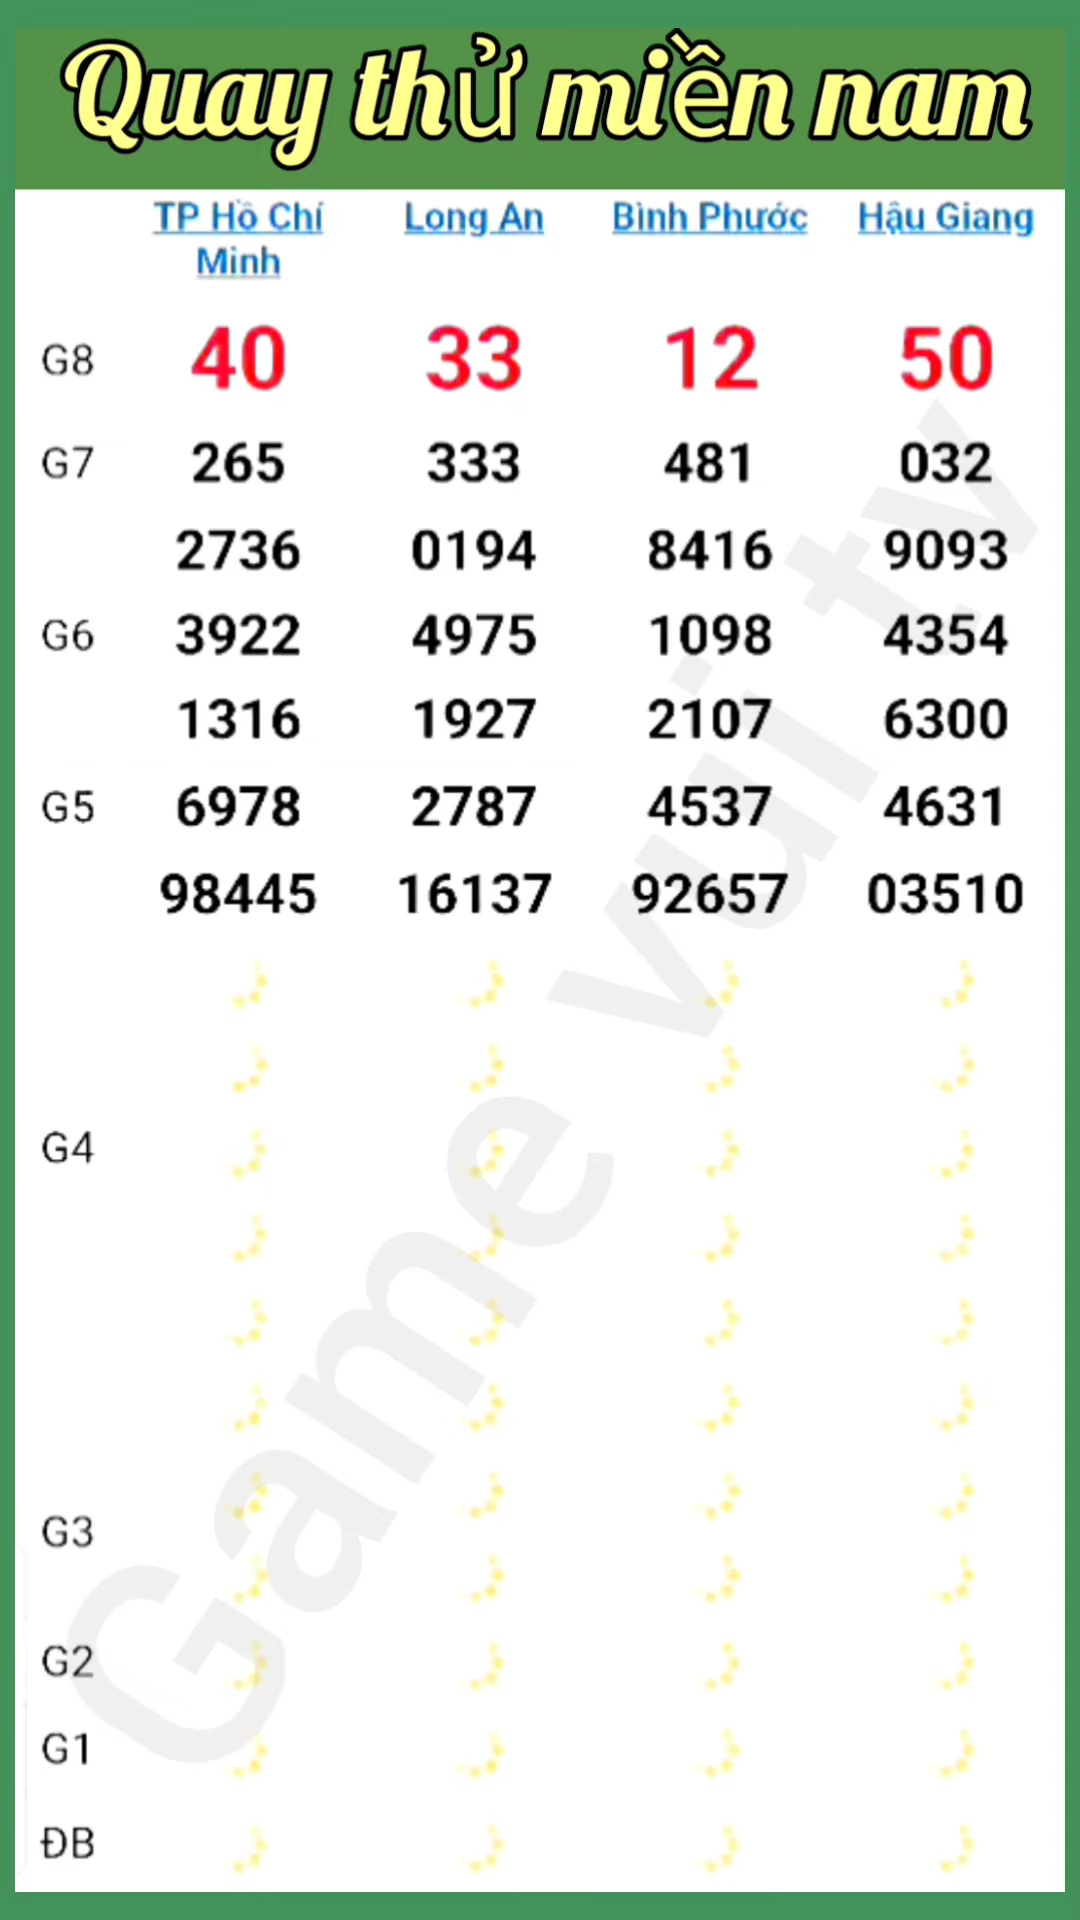 Quay thử miền nam
TP Hồ Chí Minh Long An Bình Phước Hậu Giang
G8 40 33 12 50
G7 265 333 481 032
2736 0194 8416 9093
G6 3922 4975 1098 4354
1316 1927 2107 6300
G5 6978 2787 4537 4631
98445 16137 92657 03510
G4
G3
G2
G1
ĐB
Game vui tv